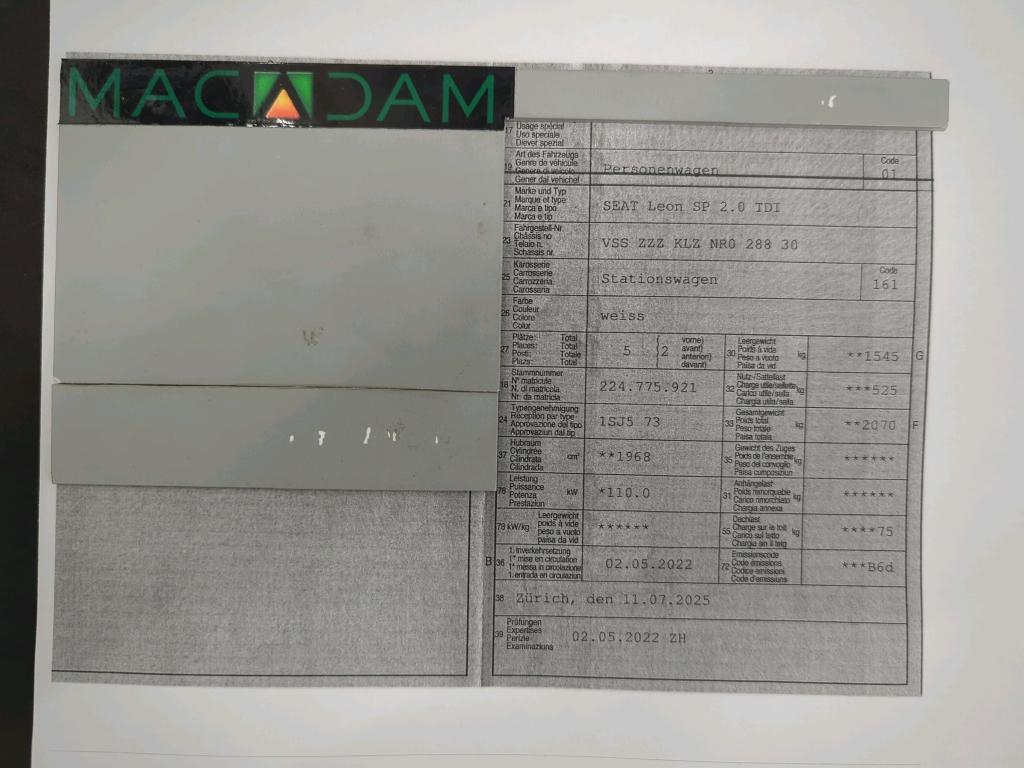 MACADAM
17 Usage spécial
Uso speciale
Diever spezial
19 Art des Fahrzeugs
Genre de véhicule
Genere di veicolo
Gener dal vehichel
Personenwagen
Code
01
21 Marke und Typ
Marque et type
Marca e tipo
Marca e tip
SEAT Leon SP 2.0 TDI
23 Fahrgestell-Nr.
Châssis no
Telaio n.
Schassis nr.
VSS ZZZ KLZ NR0 288 30
25 Karosserie
Carrosserie
Carrozzeria
Carossaria
Stationswagen
Code
161
26 Farbe
Couleur
Colore
Colur
weiss
27 Plätze: Total
Places: Total
Posti: Totale
Plazs: Total
5 (2
vorne)
avant)
anteriori)
davant)
30 Leergewicht
Poids à vide
Peso a vuoto
Paisa da vid
kg
**1545 G
18 Stammnummer
N° matricule
N. di matricola
Nr. da matricla
224.775.921
32 Nutz-/Sattellast
Charge utile/sellette
Carico utile/sella
Chargia utila/sella
kg
***525
24 Typengenehmigung
Réception par type
Approvazione del tipo
Approvaziun dal tip
1SJ5 73
33 Gesamtgewicht
Poids total
Peso totale
Paisa totala
kg
**2070 F
37 Hubraum
Cylindrée
Cilindrata
Cilindrada
cm³
**1968
35 Gewicht des Zuges
Poids de l'ensemble
Peso del convoglio
Paisa cumposiziun
kg
******
76 Leistung
Puissance
Potenza
Prestaziun
kW
*110.0
31 Anhängelast
Poids remorquable
Carico rimorchiato
Chargia annexa
kg
******
78 kW/kg
Leergewicht
poids à vide
peso a vuoto
paisa da vid
******
55 Dachlast
Charge sur le toit
Carico sul tetto
Chargia sin il tetg
kg
****75
B 36 1. Inverkehrsetzung
1re mise en circulation
1a messa in circolazione
1. entrada en circulaziun
02.05.2022
72 Emissionscode
Code émissions
Codice emissioni
Code d'emissiuns
***B6d
38 Zürich, den 11.07.2025
39 Prüfungen
Expertises
Perizie
Examinaziuns
02.05.2022 ZH